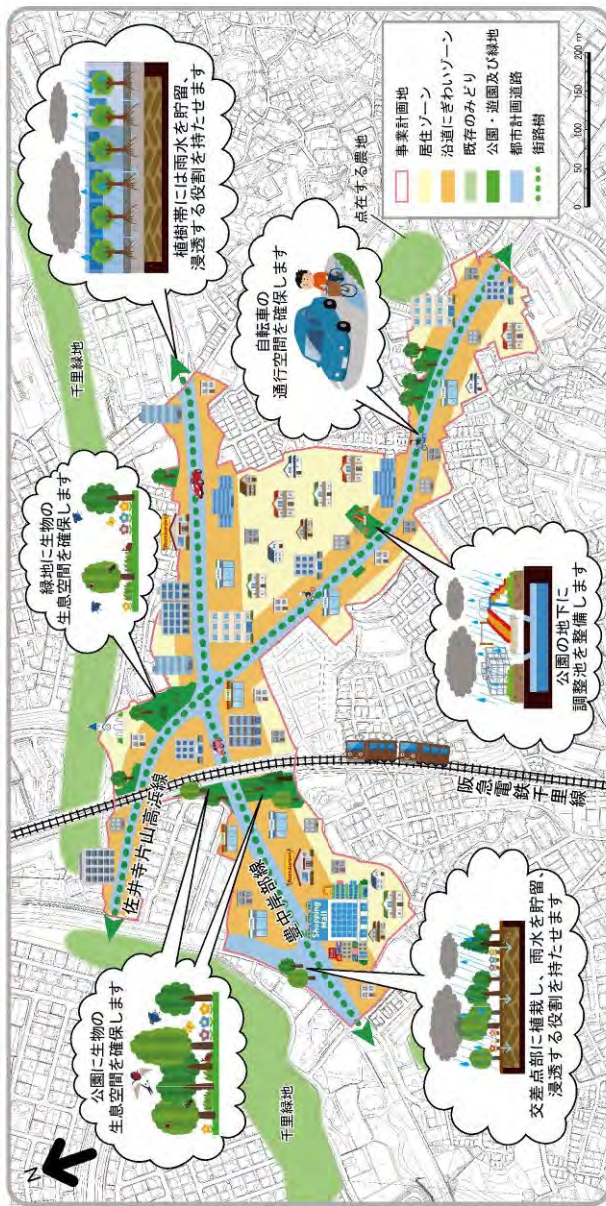 N
公園に生物の
生息空間を確保します
緑地に生物の
生息空間を確保します
植樹帯には雨水を貯留、
浸透する役割を持たせます
千里緑地
千里緑地
佐井寺片山高浜線
豊中岸部線
Restaurant
Restaurant
Shopping
Mall
自転車の
通行空間を確保します
点在する農地
阪急電鉄千里線
交差点部に植栽し、雨水を貯留、
浸透する役割を持たせます
公園の地下に
調整池を整備します
事業計画地
居住ゾーン
沿道にぎわいゾーン
既存のみどり
公園・遊園及び緑地
都市計画道路
街路樹
0 50 100 150 200 m